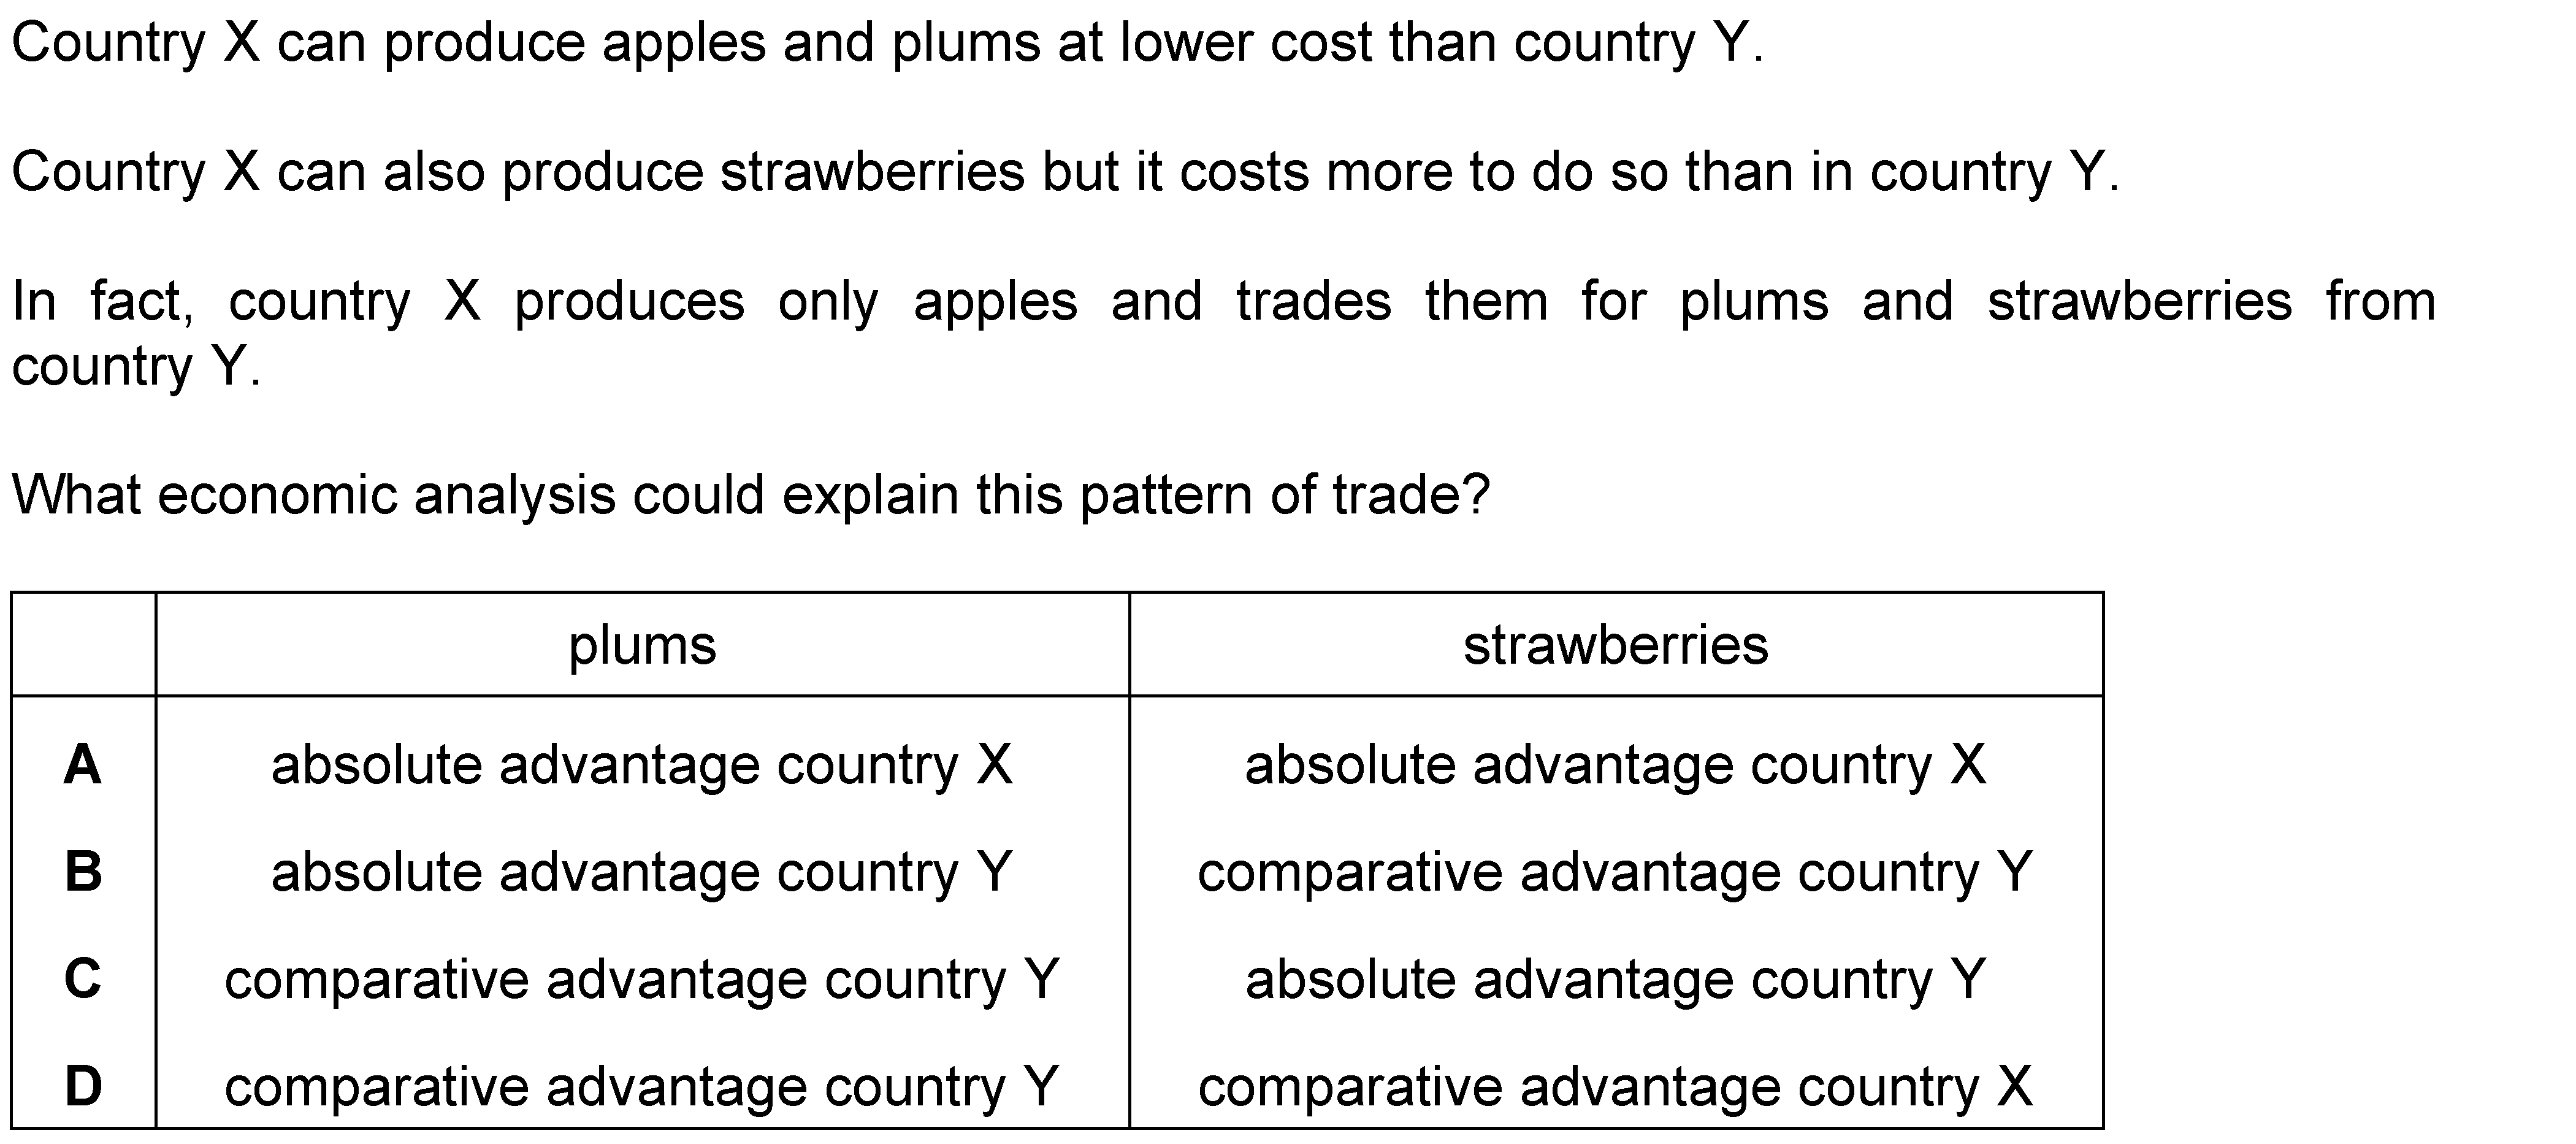 Country X can produce apples and plums at lower cost than country Y.
Country X can also produce strawberries but it costs more to do so than in country Y.
In fact, country X produces only apples and trades them for plums and strawberries from
country Y.
What economic analysis could explain this pattern of trade?
plums strawberries
A absolute advantage country X absolute advantage country X
B absolute advantage country Y comparative advantage country Y
C comparative advantage country Y absolute advantage country Y
D comparative advantage country Y comparative advantage country X